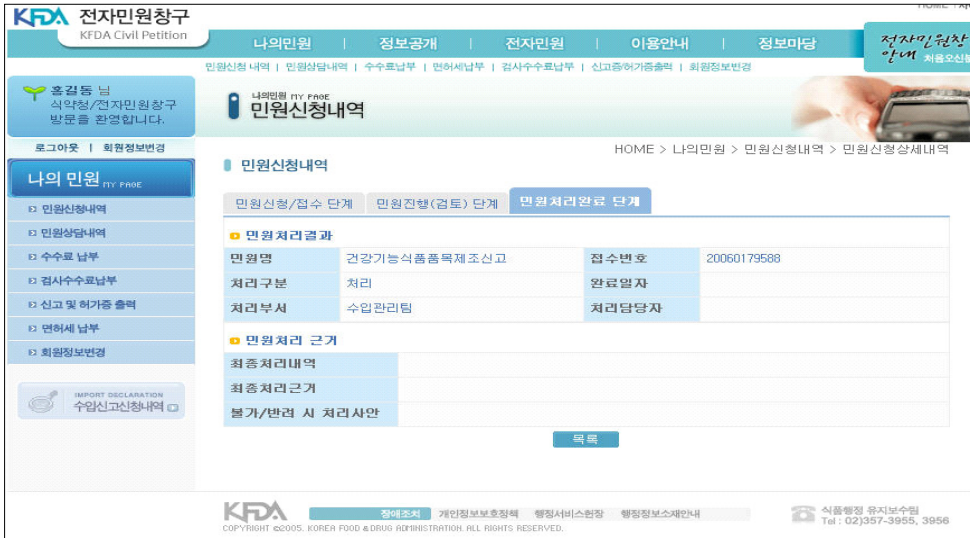 KFDA 전자민원창구
KFDA Civil Petition
나의민원 | 정보공개 | 전자민원 | 이용안내 | 정보마당
전자민원창
안내 처음오신분
민원신청 내역 | 민원상담내역 | 수수료납부 | 면허세납부 | 검사수수료납부 | 신고증허가증출력 | 회원정보변경
홍길동 님
식약청/전자민원창구
방문을 환영합니다.
로그아웃 | 회원정보변경
나의 민원 MY PAGE
민원신청내역
민원상담내역
수수료 납부
검사수수료납부
신고 및 허가증 출력
면허세 납부
회원정보변경
IMPORT DECLARATION
수입신고신청내역
나의민원 MY PAGE
민원신청내역
HOME > 나의민원 > 민원신청내역 > 민원신청상세내역
민원신청내역
민원신청/접수 단계 민원진행(검토) 단계 민원처리완료 단계
민원처리결과
민원명 건강기능식품품목제조신고 접수번호 20060179588
처리구분 처리 완료일자
처리부서 수입관리팀 처리담당자
민원처리 근거
최종처리내역
최종처리근거
불가/반려 시 처리사안
목록
KFDA 장애조치 개인정보보호정책 행정서비스헌장 행정정보소재안내
COPYRIGHT ©2005. KOREA FOOD & DRUG ADMINISTRATION. ALL RIGHTS RESERVED.
식품행정 유지보수팀
Tel : 02)357-3955, 3956